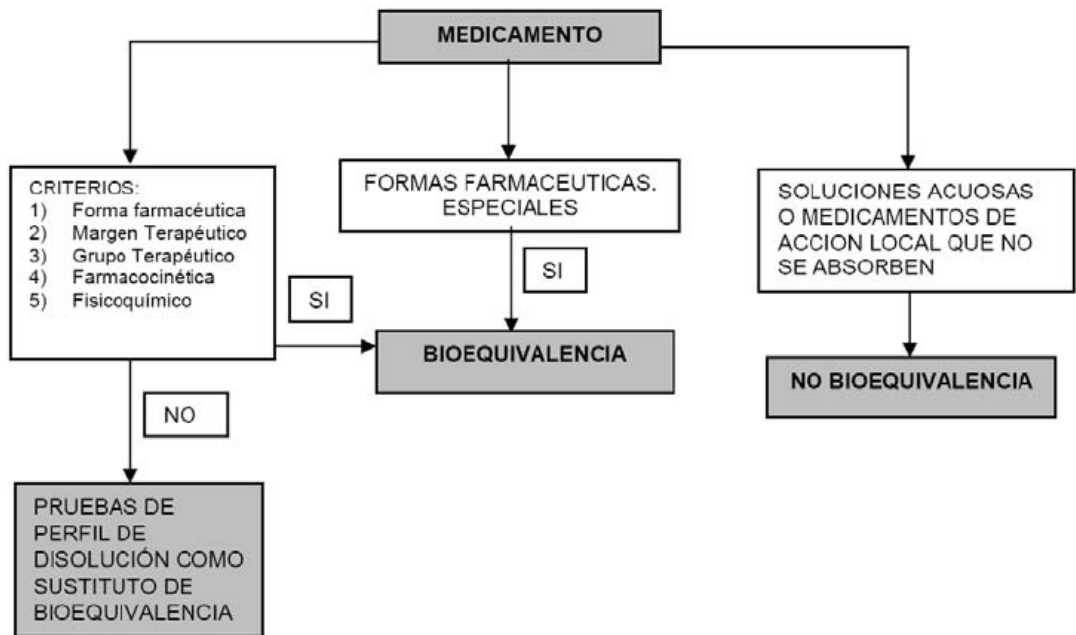 MEDICAMENTO
CRITERIOS:
1) Forma farmacéutica
2) Margen Terapéutico
3) Grupo Terapéutico
4) Farmacocinética
5) Fisicoquímico
FORMAS FARMACEUTICAS.
ESPECIALES
SOLUCIONES ACUOSAS
O MEDICAMENTOS DE
ACCION LOCAL QUE NO
SE ABSORBEN
SI
SI
BIOEQUIVALENCIA
NO BIOEQUIVALENCIA
NO
PRUEBAS DE
PERFIL DE
DISOLUCIÓN COMO
SUSTITUTO DE
BIOEQUIVALENCIA